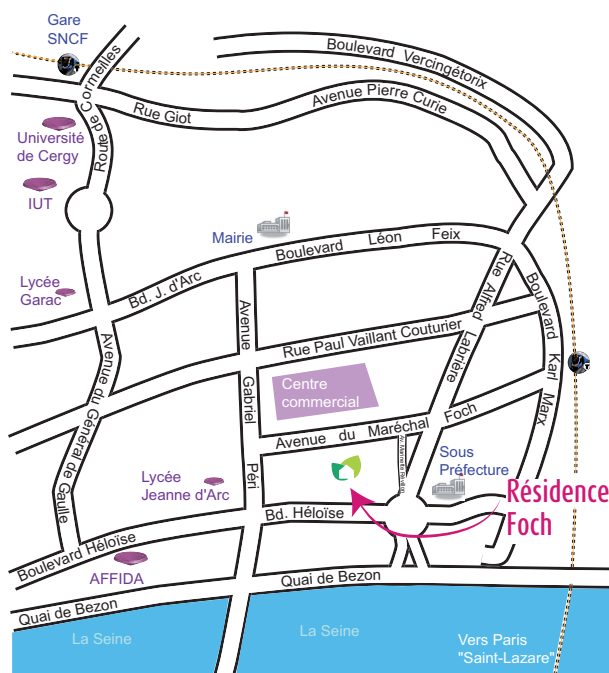 Gare
SNCF
Boulevard Vercingétorix
Route de Cormeilles
Rue Giot
Avenue Pierre Curie
Université
de Cergy
IUT
Mairie
Boulevard Léon Feix
Bd. J. d'Arc
Lycée
Garac
Avenue Gabriel Péri
Rue Alfred Labrière
Boulevard Karl Marx
Rue Paul Vaillant Couturier
Avenue du Général de Gaulle
Centre
commercial
Avenue du Maréchal Foch
Sous
Préfecture
Lycée
Jeanne d'Arc
Résidence
Foch
Bd. Héloïse
Boulevard Héloïse
AFFIDA
Quai de Bezon
Quai de Bezon
La Seine
La Seine
Vers Paris
"Saint-Lazare"